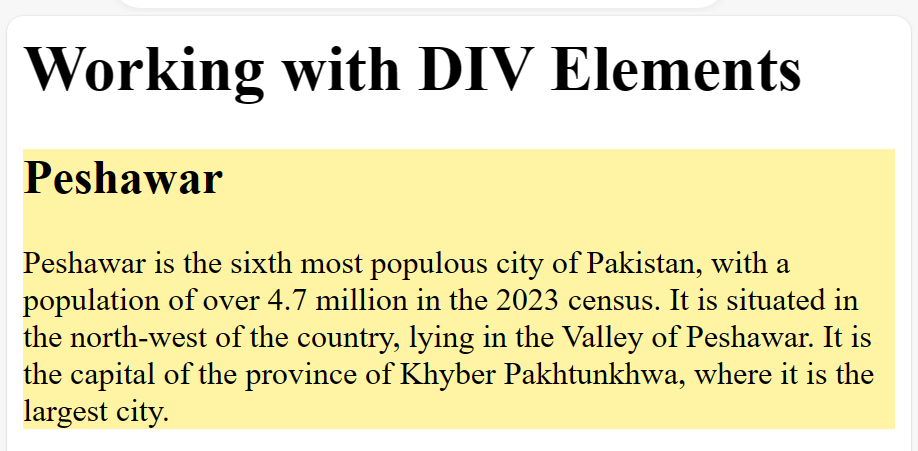 Working with DIV Elements
Peshawar
Peshawar is the sixth most populous city of Pakistan, with a
population of over 4.7 million in the 2023 census. It is situated in
the north-west of the country, lying in the Valley of Peshawar. It is
the capital of the province of Khyber Pakhtunkhwa, where it is the
largest city.